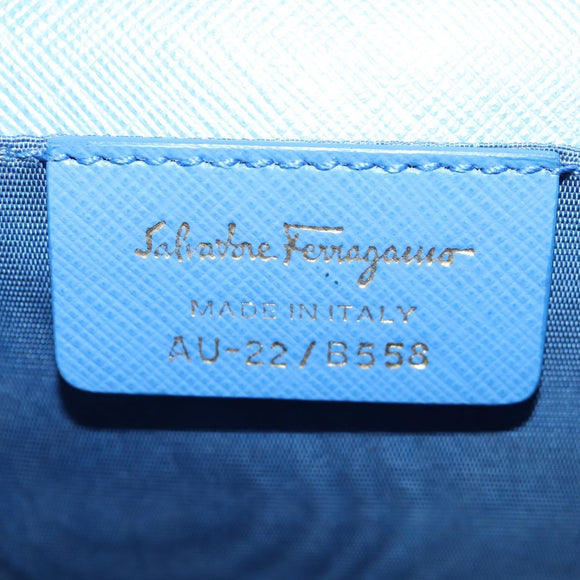 Salvatore Ferragamo
MADE IN ITALY
AU-22/B558